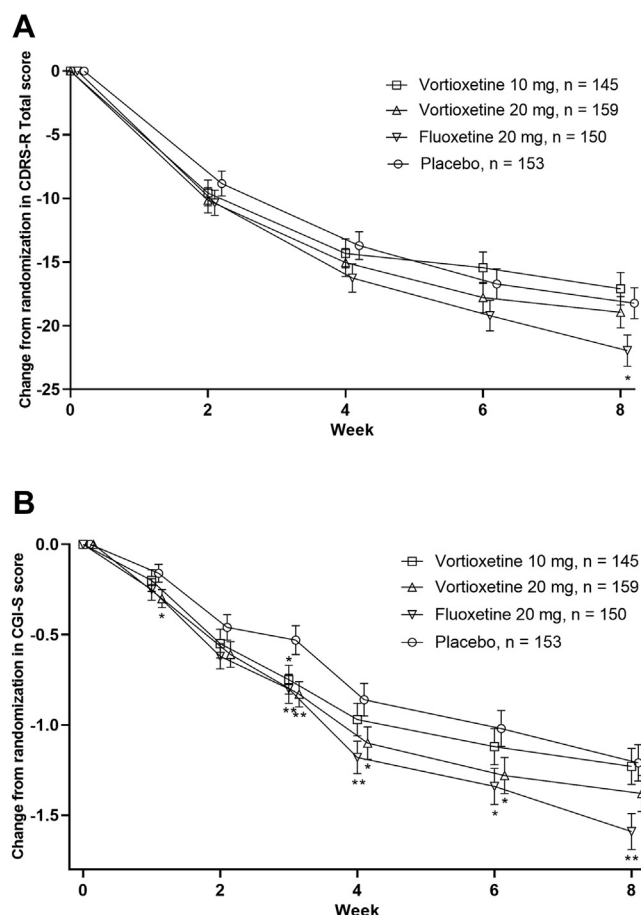 A
Change from randomization in CDRS-R Total score
0
-5
-10
-15
-20
-25
Vortioxetine 10 mg, n = 145
Vortioxetine 20 mg, n = 159
Fluoxetine 20 mg, n = 150
Placebo, n = 153
*
0
2
4
6
8
Week
B
Change from randomization in CGI-S score
0.0
-0.5
-1.0
-1.5
Vortioxetine 10 mg, n = 145
Vortioxetine 20 mg, n = 159
Fluoxetine 20 mg, n = 150
Placebo, n = 153
*
*
**
**
**
*
*
*
**
0
2
4
6
8
Week